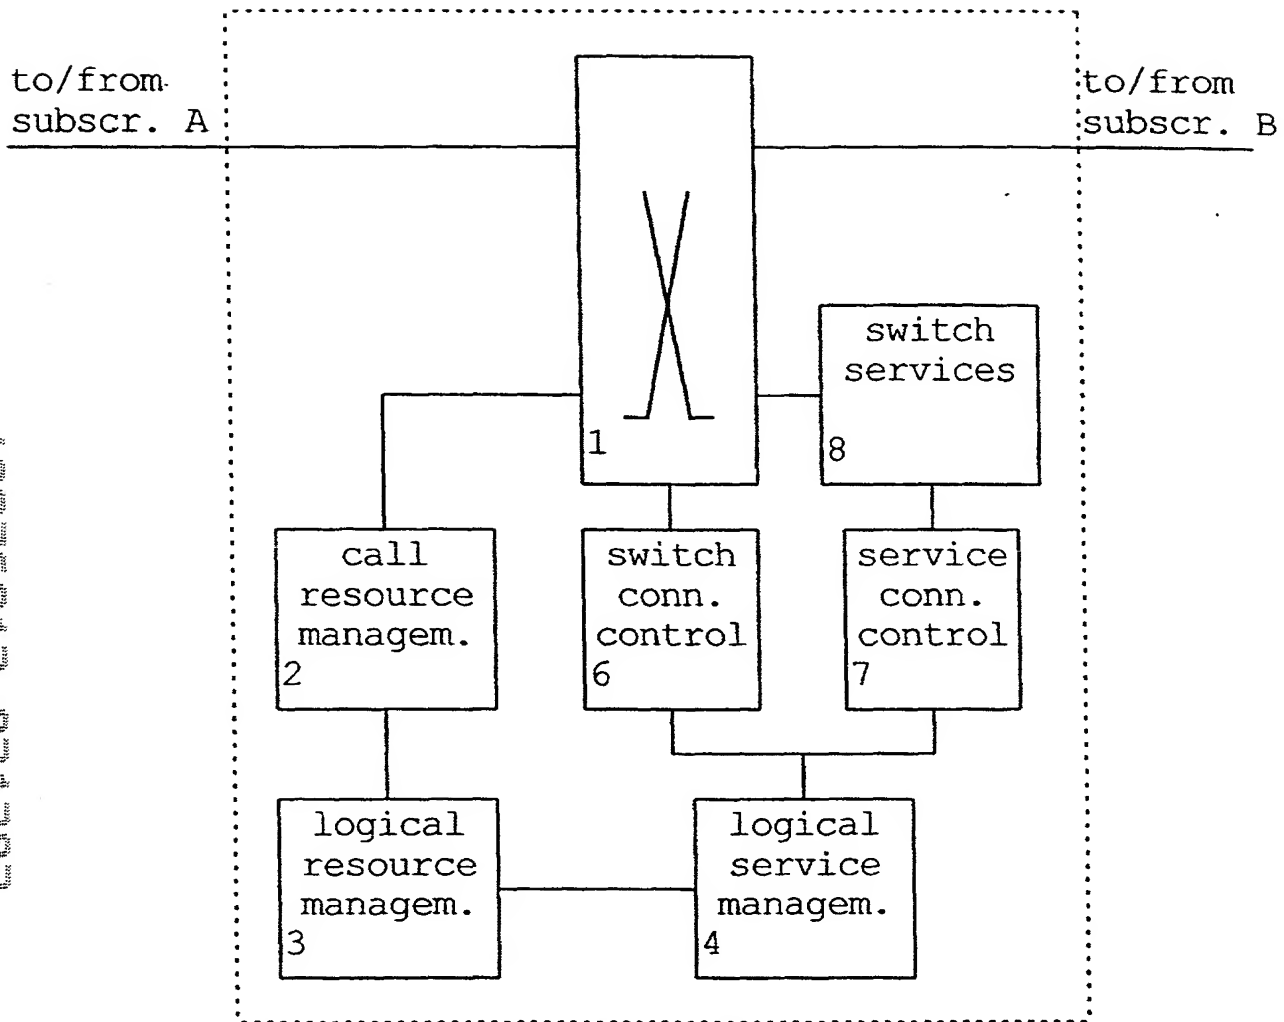 to/from
subscr. A
to/from
subscr. B
1
switch
services
8
call
resource
managem.
2
switch
conn.
control
6
service
conn.
control
7
logical
resource
managem.
3
logical
service
managem.
4